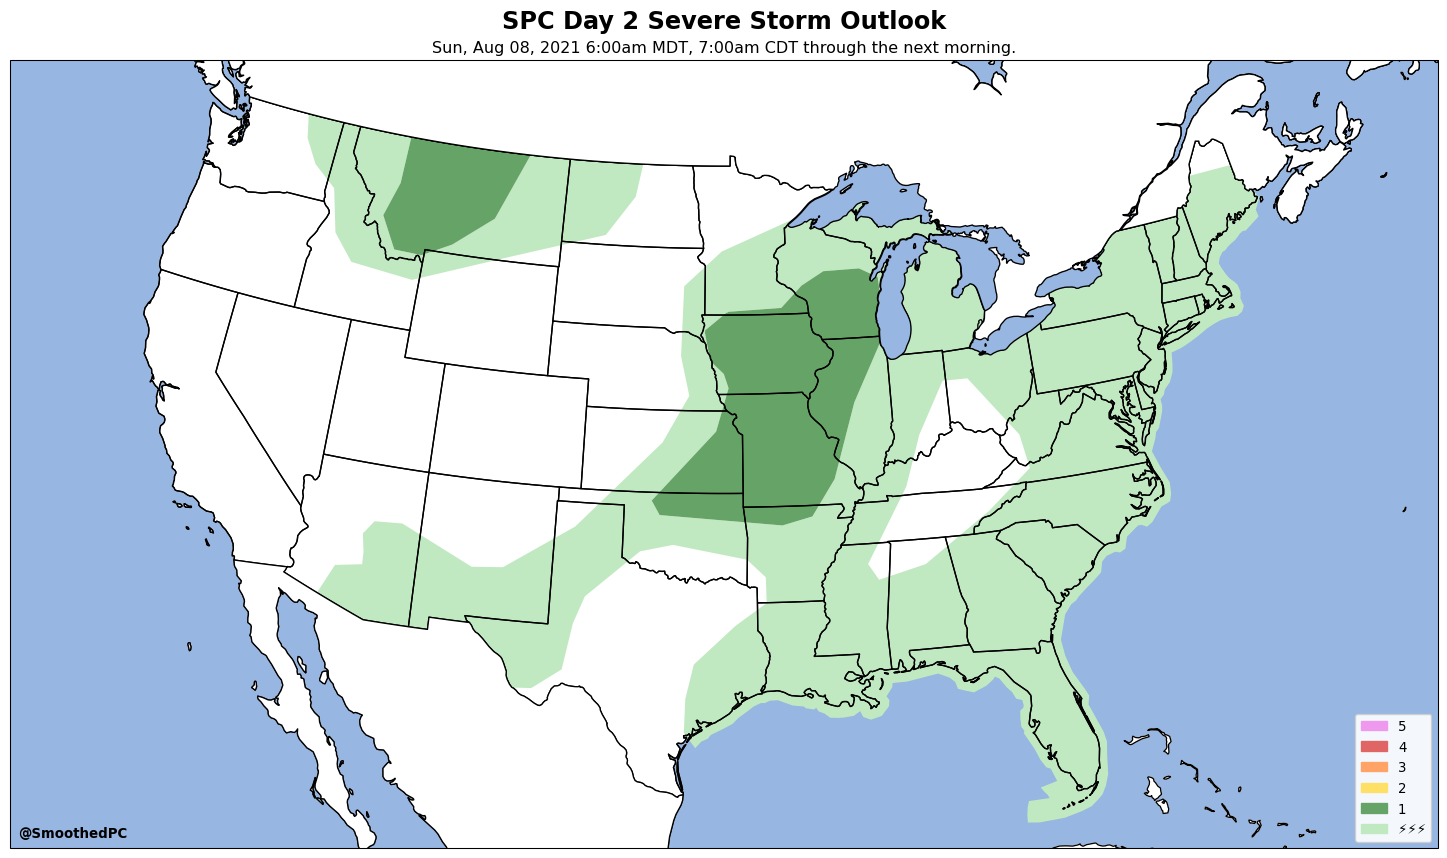 SPC Day 2 Severe Storm Outlook
Sun, Aug 08, 2021 6:00am MDT, 7:00am CDT through the next morning.
5
4
3
2
1
⚡⚡⚡
@SmoothedPC